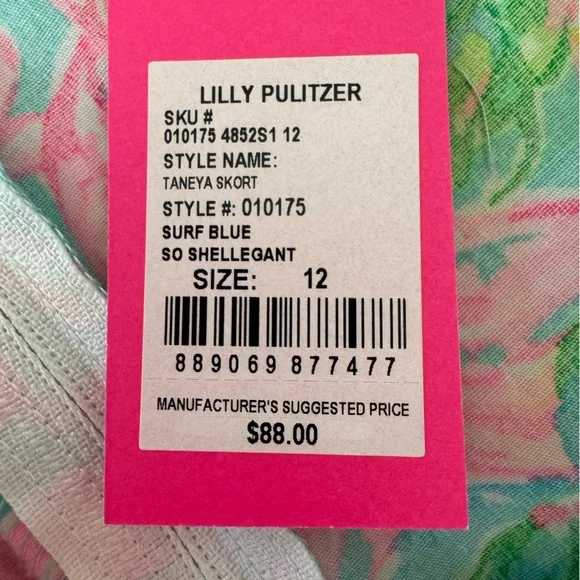 LILLY PULITZER
SKU #
010175 4852S1 12
STYLE NAME:
TANEYA SKORT
STYLE #: 010175
SURF BLUE
SO SHELLEGANT
SIZE: 12
889069 877477
MANUFACTURER'S SUGGESTED PRICE
$88.00